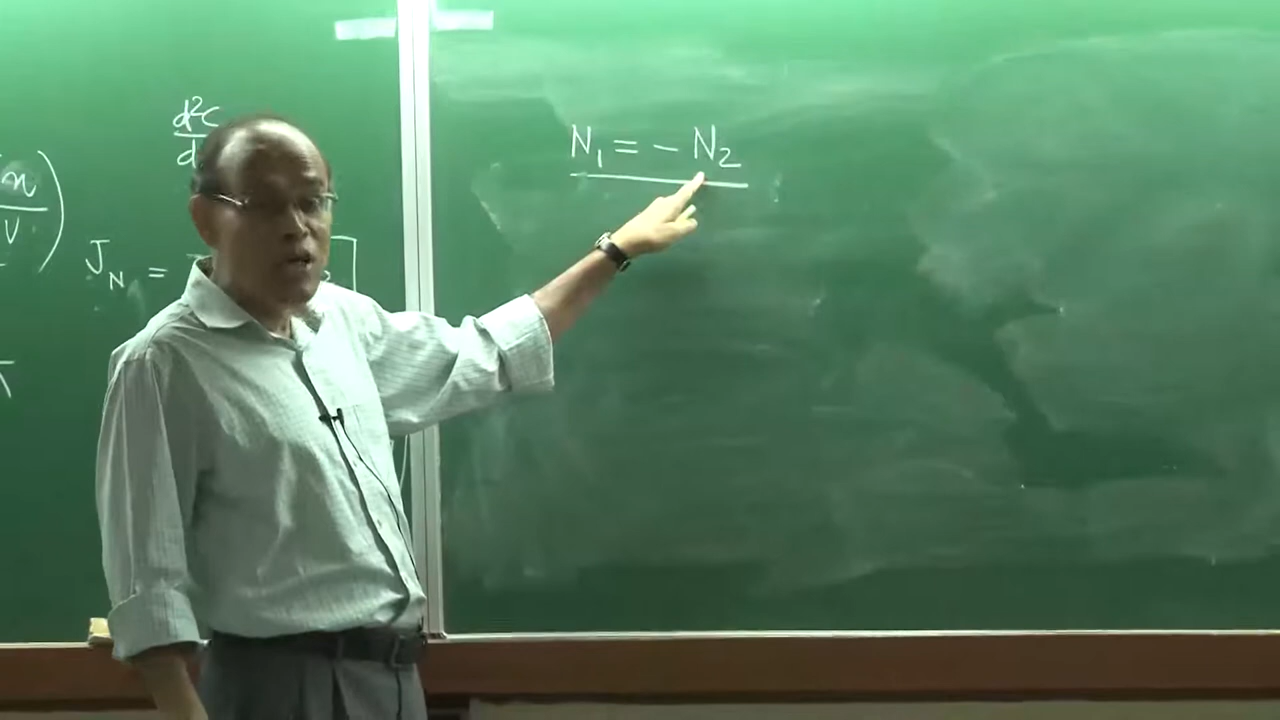 d²c
d
n
v
J_N =
N₁ = - N₂